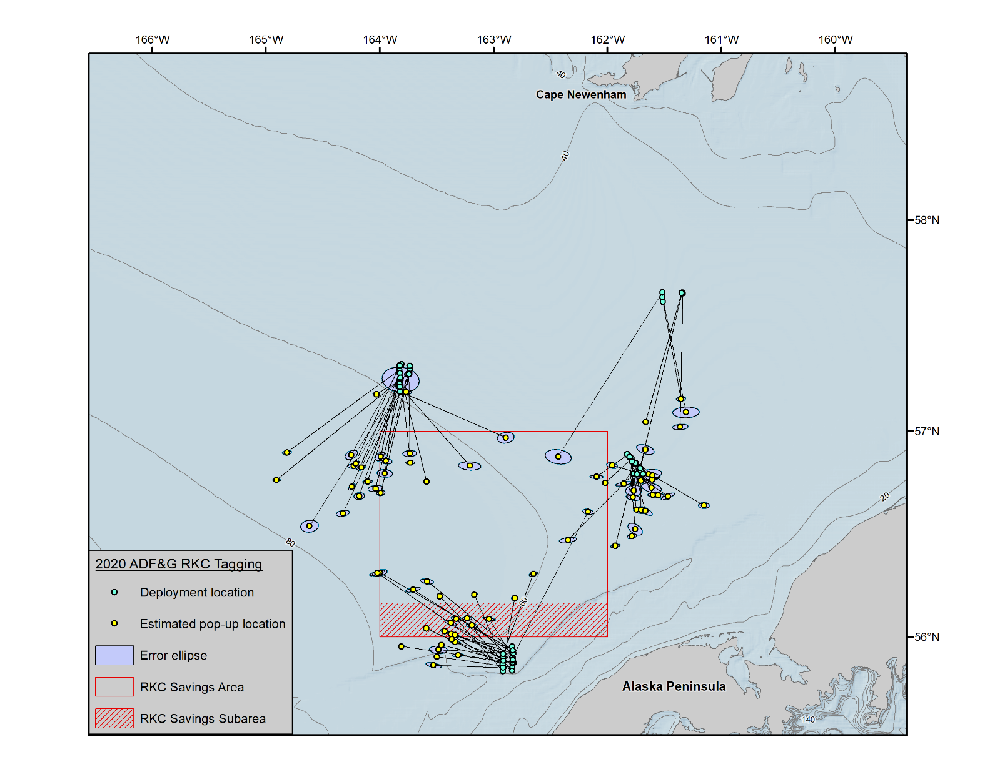 166°W 165°W 164°W 163°W 162°W 161°W 160°W
40
Cape Newenham
40
58°N
57°N
20
80
2020 ADF&G RKC Tagging
Deployment location
60
Estimated pop-up location
56°N
Error ellipse
RKC Savings Area
Alaska Peninsula
RKC Savings Subarea
140